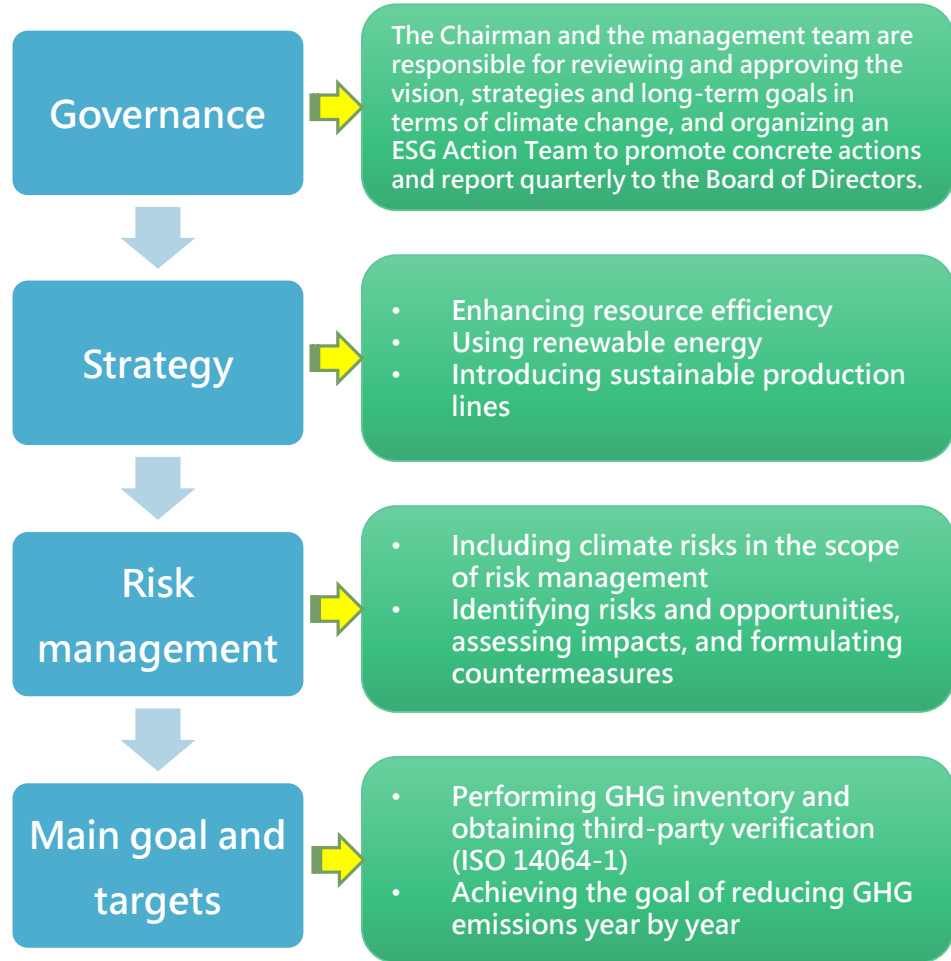 Governance
The Chairman and the management team are
responsible for reviewing and approving the
vision, strategies and long-term goals in
terms of climate change, and organizing an
ESG Action Team to promote concrete actions
and report quarterly to the Board of Directors.
Strategy
• Enhancing resource efficiency
• Using renewable energy
• Introducing sustainable production
lines
Risk
management
• Including climate risks in the scope
of risk management
• Identifying risks and opportunities,
assessing impacts, and formulating
countermeasures
Main goal and
targets
• Performing GHG inventory and
obtaining third-party verification
(ISO 14064-1)
• Achieving the goal of reducing GHG
emissions year by year